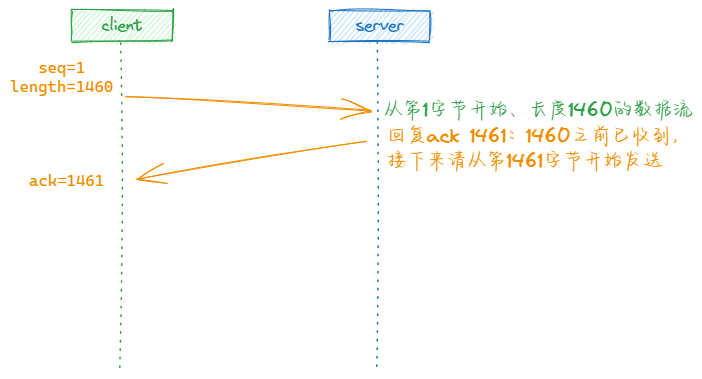 client
server
seq=1
length=1460
从第1字节开始、长度1460的数据流
回复ack 1461：1460之前已收到，
接下来请从第1461字节开始发送
ack=1461